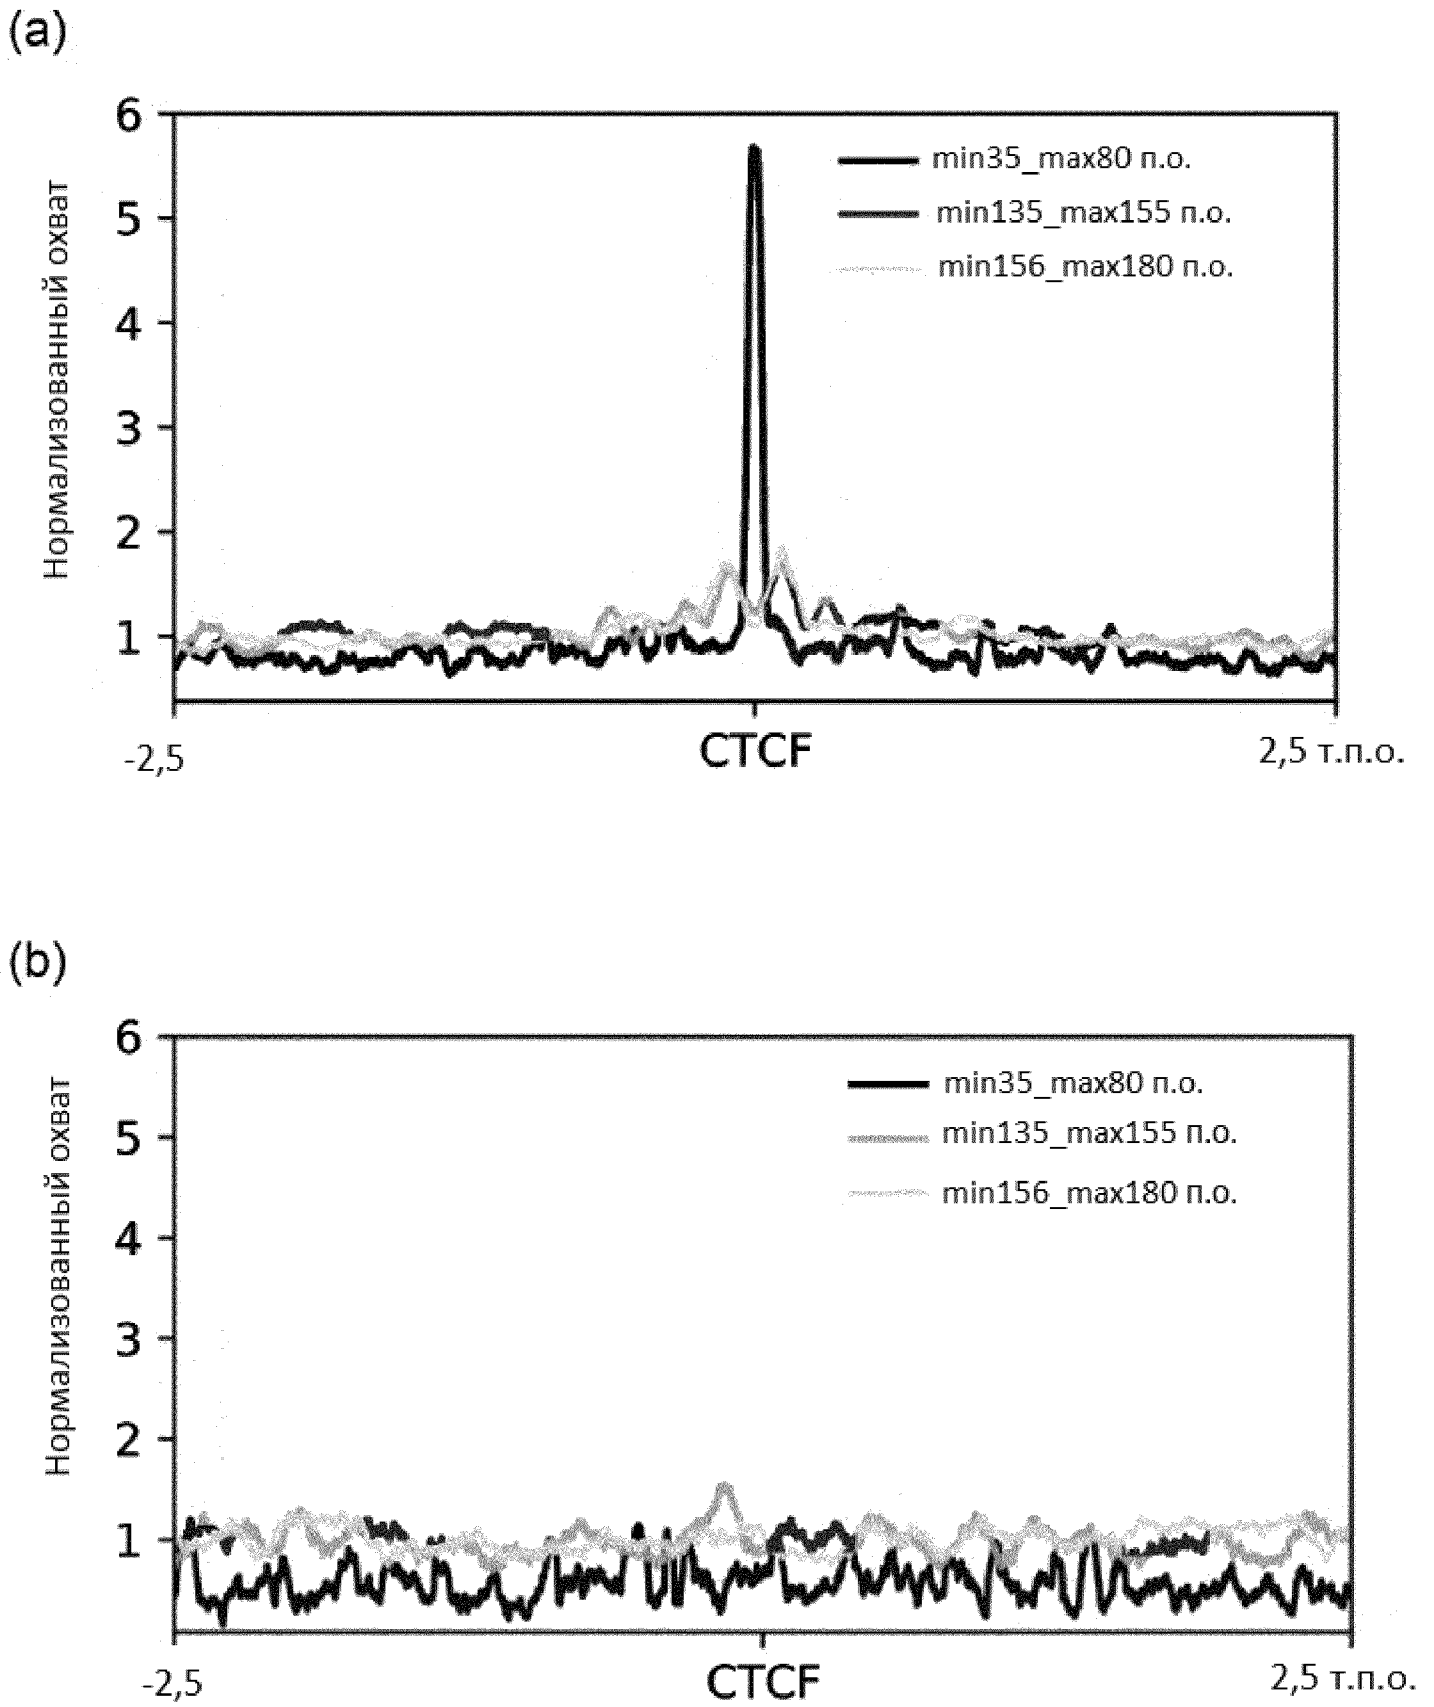 (a)
Нормализованный охват
6
5
4
3
2
1
min35_max80 п.о.
min135_max155 п.о.
min156_max180 п.о.
-2,5
CTCF
2,5 т.п.о.
(b)
Нормализованный охват
6
5
4
3
2
1
min35_max80 п.о.
min135_max155 п.о.
min156_max180 п.о.
-2,5
CTCF
2,5 т.п.о.